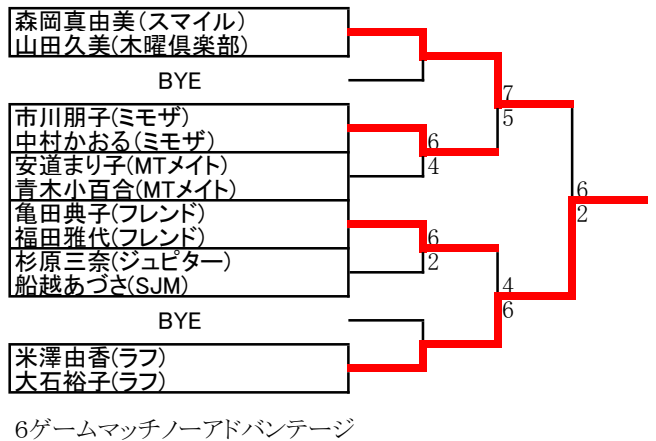 森岡真由美(スマイル)
山田久美(木曜倶楽部)
BYE
7
5
市川朋子(ミモザ)
中村かおる(ミモザ)
6
4
安道まり子(MTメイト)
青木小百合(MTメイト)
6
2
亀田典子(フレンド)
福田雅代(フレンド)
6
2
杉原三奈(ジュピター)
船越あづさ(SJM)
4
6
BYE
米澤由香(ラフ)
大石裕子(ラフ)
6ゲームマッチノーアドバンテージ